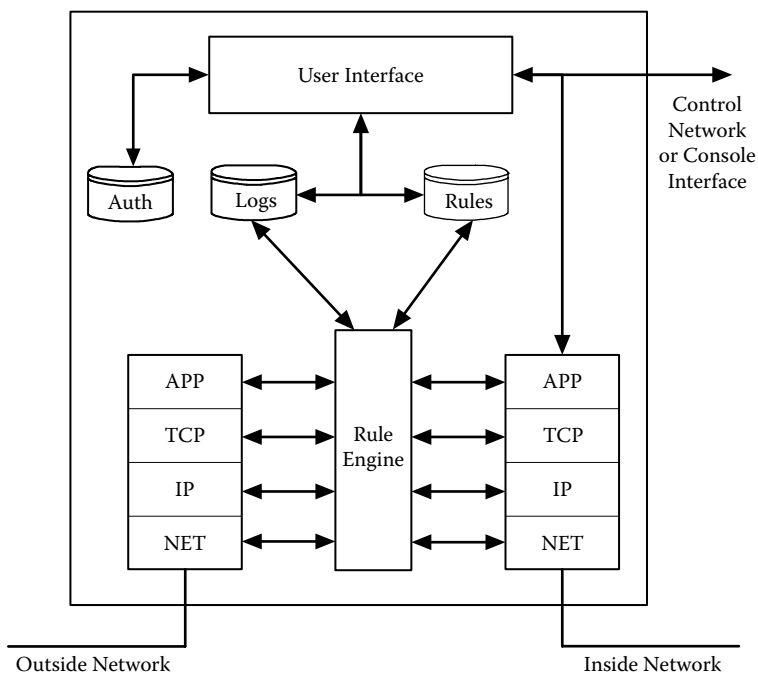 User Interface
Control
Network
or Console
Interface
Auth
Logs
Rules
APP
TCP
IP
NET
Rule
Engine
APP
TCP
IP
NET
Outside Network
Inside Network